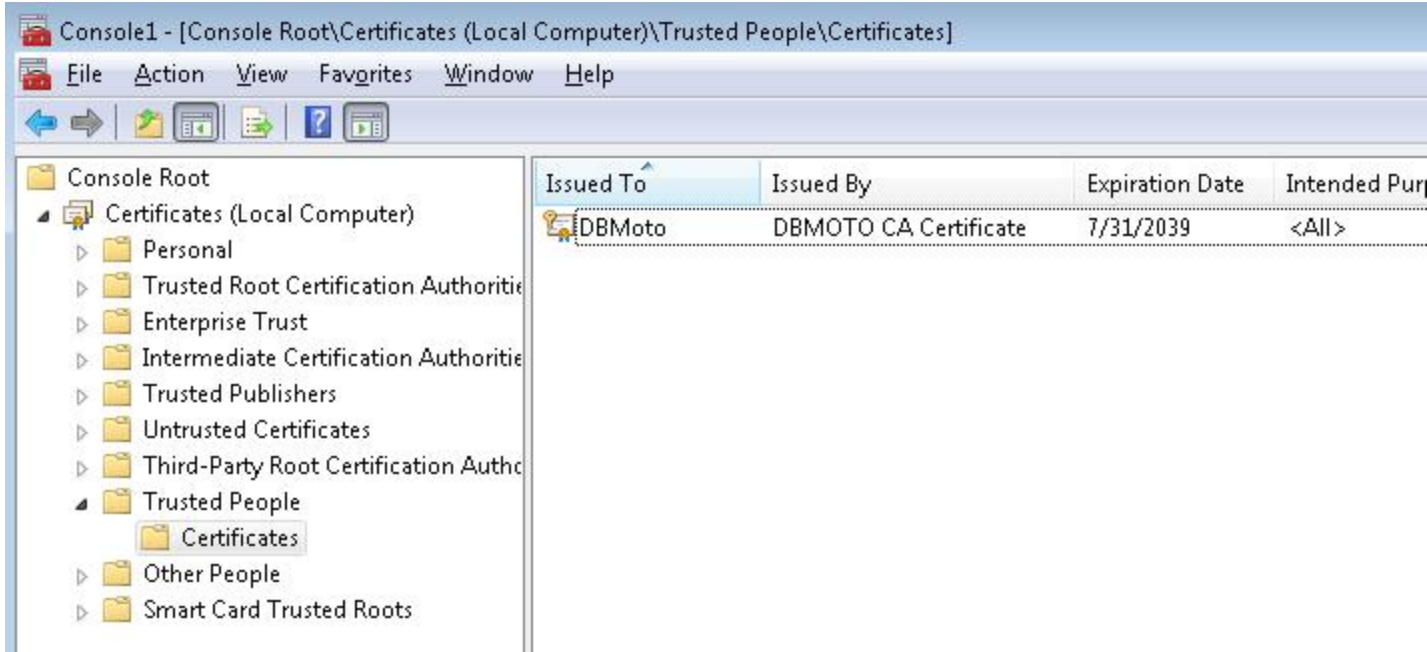 Console1 - [Console Root\Certificates (Local Computer)\Trusted People\Certificates]
File Action View Favorites Window Help
Console Root
Certificates (Local Computer)
Personal
Trusted Root Certification Authoritie
Enterprise Trust
Intermediate Certification Authoritie
Trusted Publishers
Untrusted Certificates
Third-Party Root Certification Autho
Trusted People
Certificates
Other People
Smart Card Trusted Roots
Issued To Issued By Expiration Date Intended Purp
DBMoto DBMOTO CA Certificate 7/31/2039 <All>